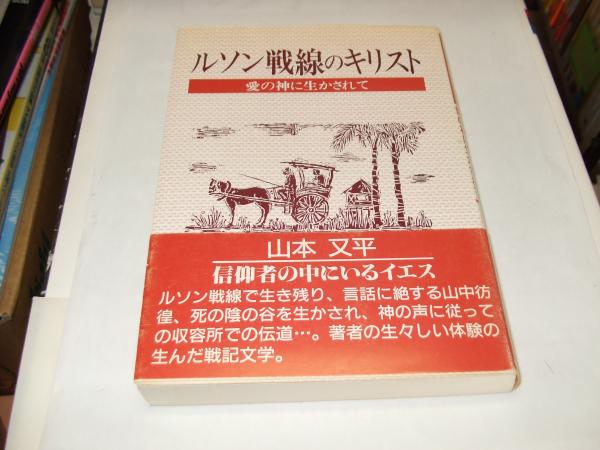 ルソン戦線のキリスト
愛の神に生かされて
山本 又平
信仰者の中にいるイエス
ルソン戦線で生き残り、言話に絶する山中彷
徨、死の陰の谷を生かされ、神の声に従って
の収容所での伝道…。著者の生々しい体験の
生んだ戦記文学。